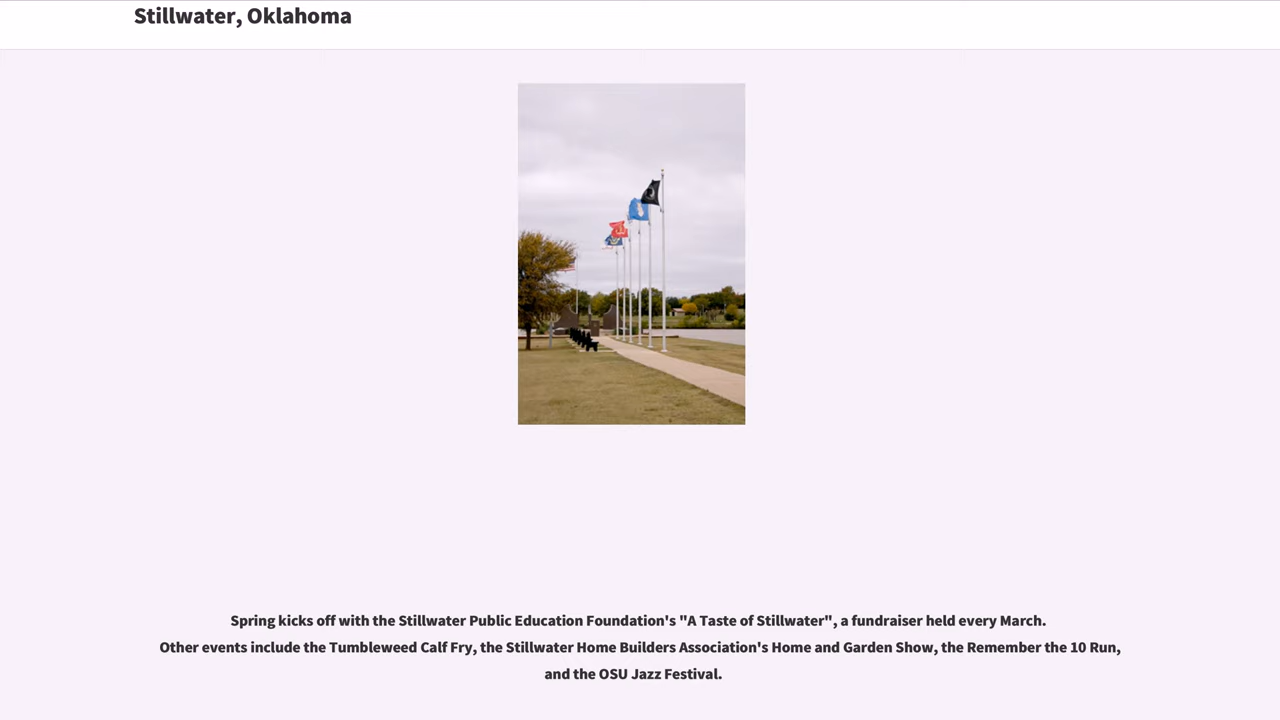 Stillwater, Oklahoma
Spring kicks off with the Stillwater Public Education Foundation's "A Taste of Stillwater", a fundraiser held every March.
Other events include the Tumbleweed Calf Fry, the Stillwater Home Builders Association's Home and Garden Show, the Remember the 10 Run,
and the OSU Jazz Festival.